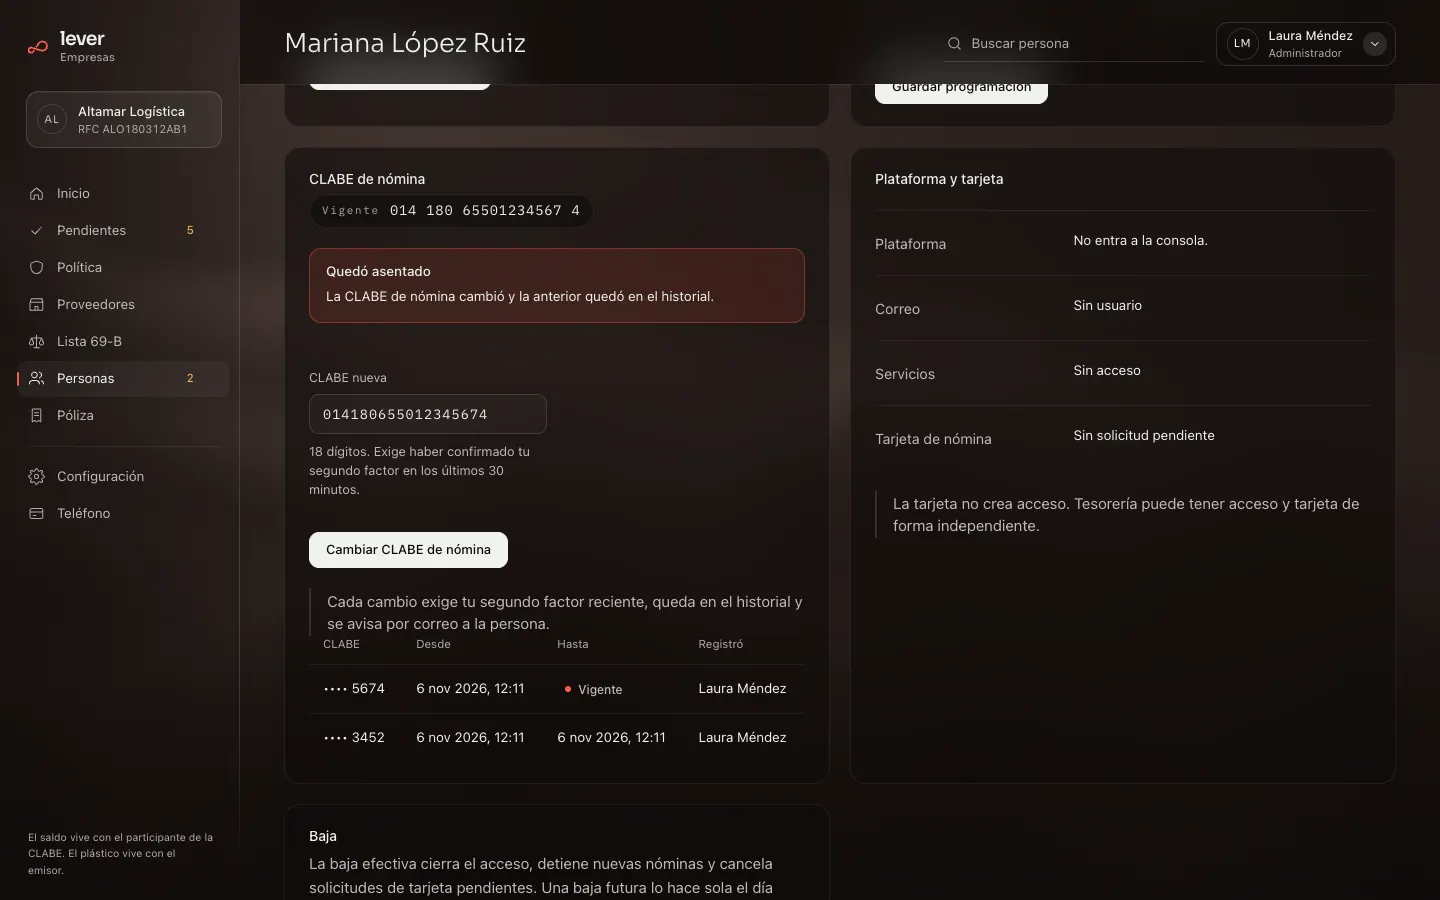 lever
Empresas
AL
Altamar Logística
RFC ALO180312AB1
Inicio
Pendientes 5
Política
Proveedores
Lista 69-B
Personas 2
Póliza
Configuración
Teléfono
El saldo vive con el participante de la
CLABE. El plástico vive con el
emisor.
Mariana López Ruiz
Buscar persona
LM
Laura Méndez
Administrador
Guardar programación
CLABE de nómina
Vigente 014 180 65501234567 4
Quedó asentado
La CLABE de nómina cambió y la anterior quedó en el historial.
CLABE nueva
014180655012345674
18 dígitos. Exige haber confirmado tu
segundo factor en los últimos 30
minutos.
Cambiar CLABE de nómina
Cada cambio exige tu segundo factor reciente, queda en el historial y
se avisa por correo a la persona.
CLABE Desde Hasta Registró
•••• 5674 6 nov 2026, 12:11 Vigente Laura Méndez
•••• 3452 6 nov 2026, 12:11 6 nov 2026, 12:11 Laura Méndez
Plataforma y tarjeta
Plataforma No entra a la consola.
Correo Sin usuario
Servicios Sin acceso
Tarjeta de nómina Sin solicitud pendiente
La tarjeta no crea acceso. Tesorería puede tener acceso y tarjeta de
forma independiente.
Baja
La baja efectiva cierra el acceso, detiene nuevas nóminas y cancela
solicitudes de tarjeta pendientes. Una baja futura lo hace sola el día